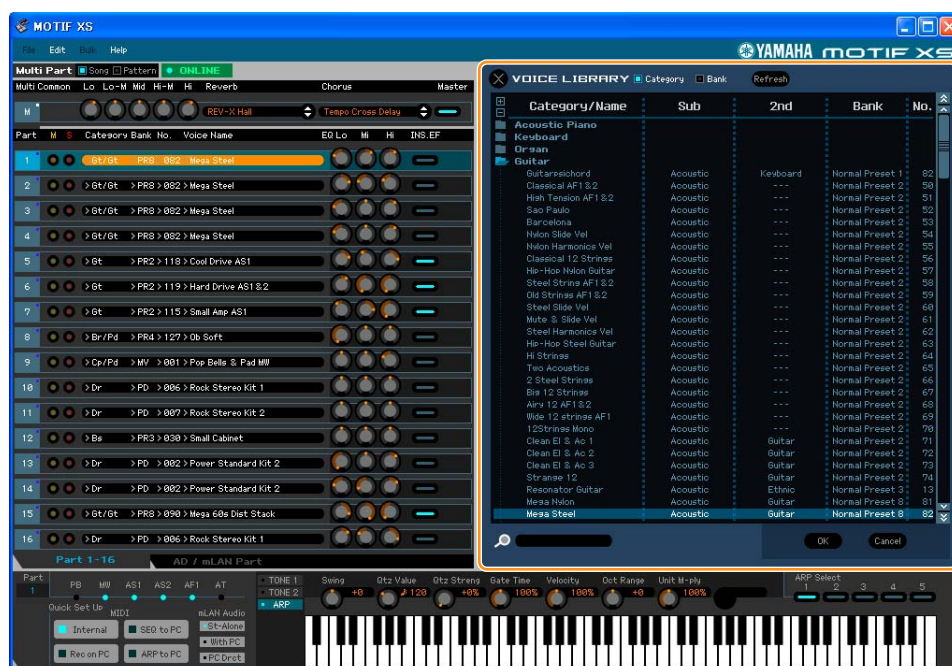 MOTIF XS
File Edit Bulk Help
YAMAHA MOTIF XS
Multi Part Song Pattern ONLINE
Multi Common Lo Lo-M Mid Hi-M Hi Reverb Chorus Master
M REV-X Hall Tempo Cross Delay
Part M S Category Bank No. Voice Name EQ Lo Mi Hi INS.EF
1 Gt/Gt PR8 082 Mega Steel
2 >Gt/Gt >PR8 >082 >Mega Steel
3 >Gt/Gt >PR8 >082 >Mega Steel
4 >Gt/Gt >PR8 >082 >Mega Steel
5 >Gt >PR2 >118 >Cool Drive AS1
6 >Gt >PR2 >119 >Hard Drive AS1&2
7 >Gt >PR2 >115 >Small Amp AS1
8 >Br/Pd >PR4 >127 >Ob Soft
9 >Cp/Pd >MV >001 >Pop Bells & Pad MW
10 >Dr >PD >006 >Rock Stereo Kit 1
11 >Dr >PD >007 >Rock Stereo Kit 2
12 >Bs >PR3 >030 >Small Cabinet
13 >Dr >PD >002 >Power Standard Kit 2
14 >Dr >PD >002 >Power Standard Kit 2
15 >Gt/Gt >PR8 >090 >Mega 60s Dist Stack
16 >Dr >PD >006 >Rock Stereo Kit 1
Part 1-16 AD / mLAN Part
VOICE LIBRARY Category Bank Refresh
Category/Name Sub 2nd Bank No.
Acoustic Piano
Keyboard
Organ
Guitar
Guitarpsichord Acoustic Keyboard Normal Preset 1 82
Classical AF1&2 Acoustic --- Normal Preset 2 50
High Tension AF1&2 Acoustic --- Normal Preset 2 51
Sao Paulo Acoustic --- Normal Preset 2 52
Barcelona Acoustic --- Normal Preset 2 53
Nylon Slide Vel Acoustic --- Normal Preset 2 54
Nylon Harmonics Vel Acoustic --- Normal Preset 2 55
Classical 12 Strings Acoustic --- Normal Preset 2 56
Hip-Hop Nylon Guitar Acoustic --- Normal Preset 2 57
Steel String AF1&2 Acoustic --- Normal Preset 2 58
Old Strings AF1&2 Acoustic --- Normal Preset 2 59
Steel Slide Vel Acoustic --- Normal Preset 2 60
Mute & Slide Vel Acoustic --- Normal Preset 2 61
Steel Harmonics Vel Acoustic --- Normal Preset 2 62
Hip-Hop Steel Guitar Acoustic --- Normal Preset 2 63
Hi Strings Acoustic --- Normal Preset 2 64
Two Acoustics Acoustic --- Normal Preset 2 65
2 Steel Strings Acoustic --- Normal Preset 2 66
Big 12 Strings Acoustic --- Normal Preset 2 67
Airy 12 AF1&2 Acoustic --- Normal Preset 2 68
Wide 12 strings AF1 Acoustic --- Normal Preset 2 69
12Strings Mono Acoustic --- Normal Preset 2 70
Clean El & Ac 1 Acoustic Guitar Normal Preset 2 71
Clean El & Ac 2 Acoustic Guitar Normal Preset 2 72
Clean El & Ac 3 Acoustic Guitar Normal Preset 2 73
Strange 12 Acoustic Guitar Normal Preset 2 74
Resonator Guitar Acoustic Ethnic Normal Preset 3 13
Mega Nylon Acoustic Guitar Normal Preset 8 81
Mega Steel Acoustic Guitar Normal Preset 8 82
OK Cancel
Part PB MW AS1 AS2 AF1 AT
1
TONE 1
TONE 2
ARP
Swing Qtz Value Qtz Streng Gate Time Velocity Oct Range Unit M-ply
+0 120 +0% 100% 100% +0 100%
ARP Select
1 2 3 4 5
Quick Set Up MIDI mLAN Audio
Internal SEQ to PC St-Alone
With PC
Rec on PC ARP to PC PC Drct